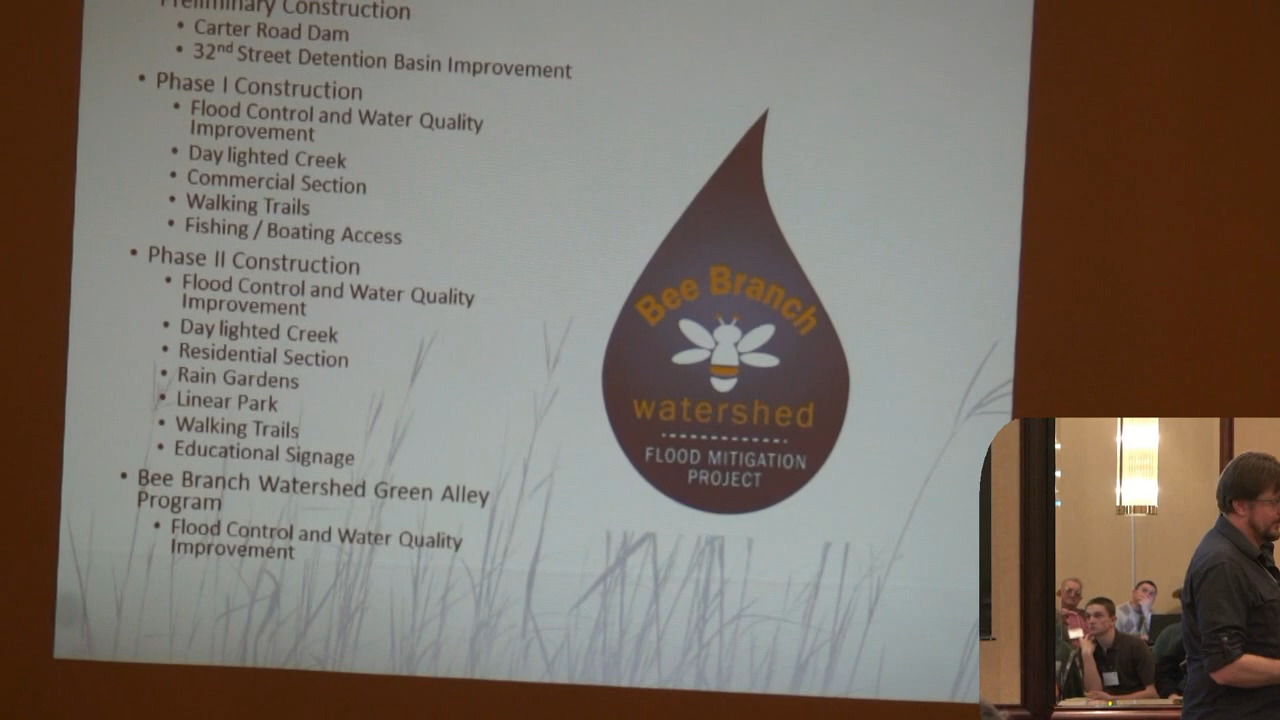 Preliminary Construction
• Carter Road Dam
• 32nd Street Detention Basin Improvement
• Phase I Construction
• Flood Control and Water Quality
Improvement
• Day lighted Creek
• Commercial Section
• Walking Trails
• Fishing / Boating Access
• Phase II Construction
• Flood Control and Water Quality
Improvement
• Day lighted Creek
• Residential Section
• Rain Gardens
• Linear Park
• Walking Trails
• Educational Signage
• Bee Branch Watershed Green Alley
Program
• Flood Control and Water Quality
Improvement
Bee Branch
watershed
FLOOD MITIGATION
PROJECT